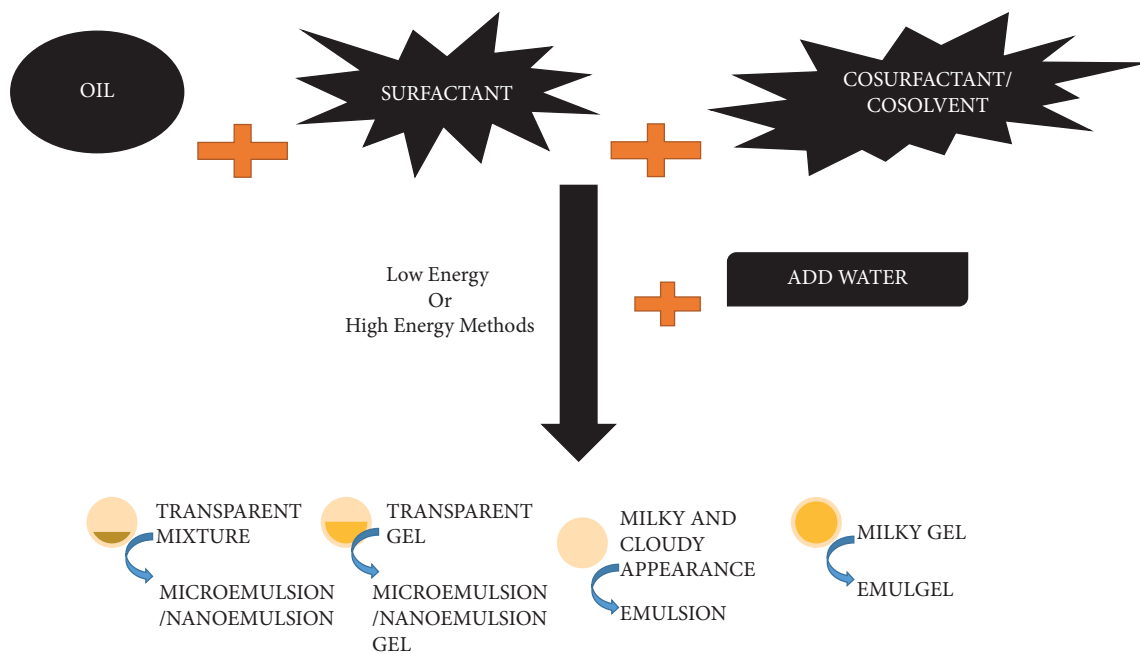 OIL
SURFACTANT
COSURFACTANT/
COSOLVENT
Low Energy
Or
High Energy Methods
ADD WATER
TRANSPARENT
MIXTURE
MICROEMULSION
/NANOEMULSION
TRANSPARENT
GEL
MICROEMULSION
/NANOEMULSION
GEL
MILKY AND
CLOUDY
APPEARANCE
EMULSION
MILKY GEL
EMULGEL